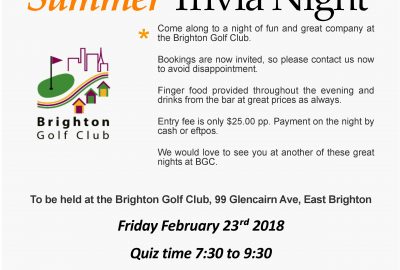 Summer Trivia Night
* Come along to a night of fun and great company at
the Brighton Golf Club.
Bookings are now invited, so please contact us now
to avoid disappointment.
Finger food provided throughout the evening and
drinks from the bar at great prices as always.
Entry fee is only $25.00 pp. Payment on the night by
cash or eftpos.
We would love to see you at another of these great
nights at BGC.
Brighton
Golf Club
To be held at the Brighton Golf Club, 99 Glencairn Ave, East Brighton
Friday February 23rd 2018
Quiz time 7:30 to 9:30